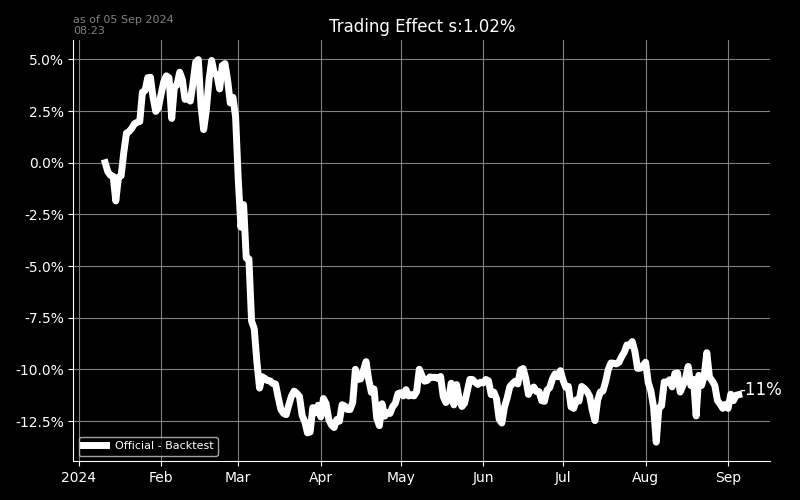 as of 05 Sep 2024
08:23
Trading Effect s:1.02%
5.0%
2.5%
0.0%
-2.5%
-5.0%
-7.5%
-10.0%
-12.5%
-11%
Official - Backtest
2024 Feb Mar Apr May Jun Jul Aug Sep